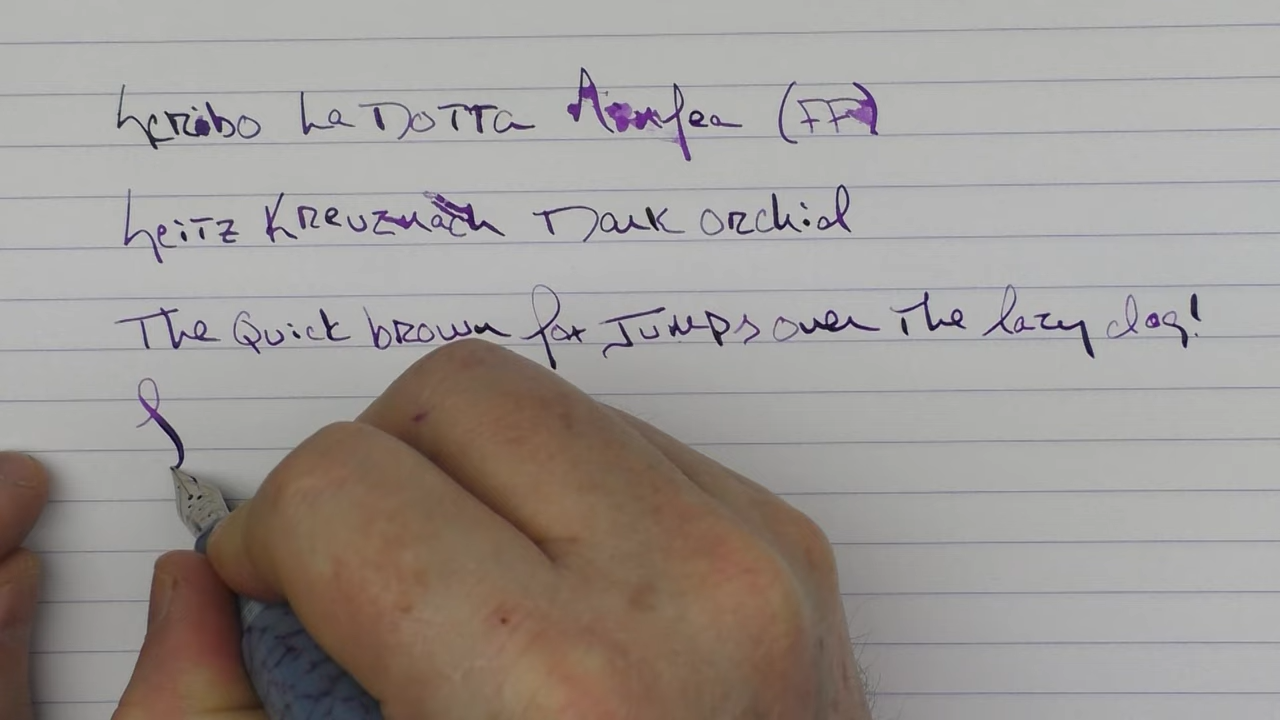 Scribo La Dotta (FF)
Leitz Kreuznach Dark Orchid
The Quick brown fox Jumps over The lazy dog!